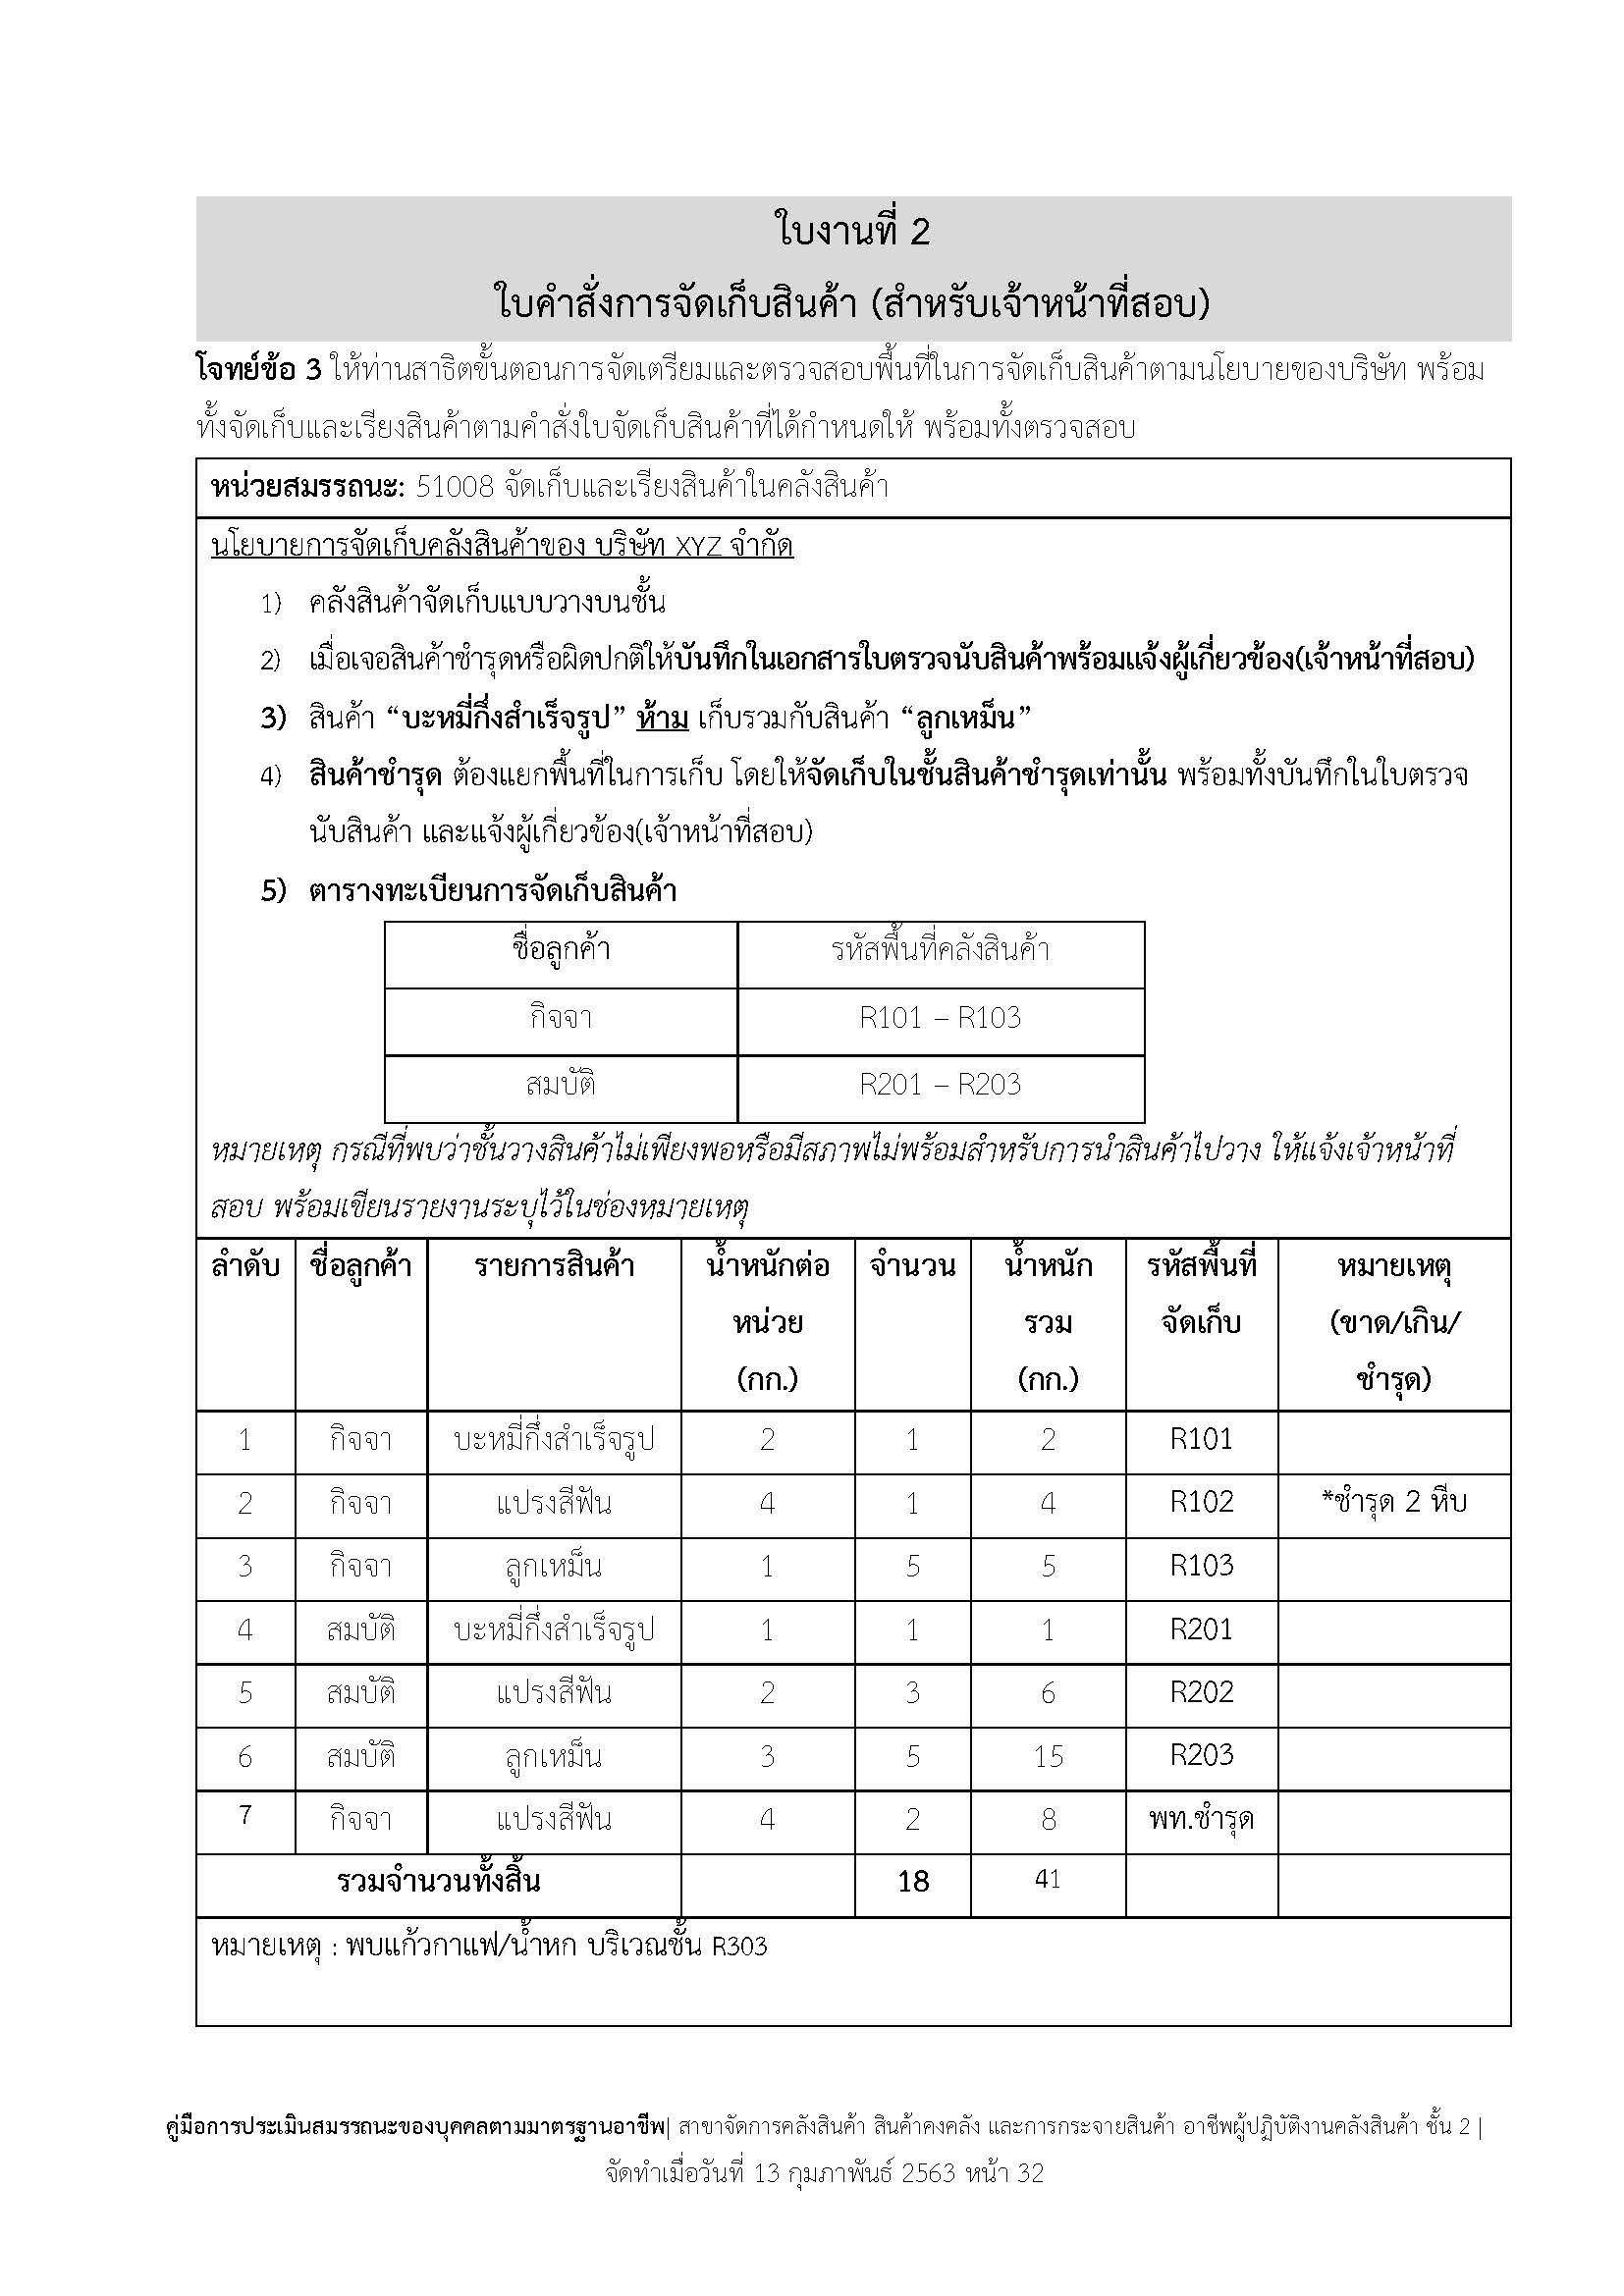 ใบงานที่ 2
ใบคำสั่งการจัดเก็บสินค้า (สำหรับเจ้าหน้าที่สอบ)
โจทย์ข้อ 3 ให้ท่านสาธิตขั้นตอนการจัดเตรียมและตรวจสอบพื้นที่ในการจัดเก็บสินค้าตามนโยบายของบริษัท พร้อม
ทั้งจัดเก็บและเรียงสินค้าตามคำสั่งใบจัดเก็บสินค้าที่ได้กำหนดให้ พร้อมทั้งตรวจสอบ
หน่วยสมรรถนะ: 51008 จัดเก็บและเรียงสินค้าในคลังสินค้า
นโยบายการจัดเก็บคลังสินค้าของ บริษัท XYZ จำกัด
1) คลังสินค้าจัดเก็บแบบวางบนชั้น
2) เมื่อเจอสินค้าชำรุดหรือผิดปกติให้บันทึกในเอกสารใบตรวจนับสินค้าพร้อมแจ้งผู้เกี่ยวข้อง(เจ้าหน้าที่สอบ)
3) สินค้า “บะหมี่กึ่งสำเร็จรูป” ห้าม เก็บรวมกับสินค้า “ลูกเหม็น”
4) สินค้าชำรุด ต้องแยกพื้นที่ในการเก็บ โดยให้จัดเก็บในชั้นสินค้าชำรุดเท่านั้น พร้อมทั้งบันทึกในใบตรวจ
นับสินค้า และแจ้งผู้เกี่ยวข้อง(เจ้าหน้าที่สอบ)
5) ตารางทะเบียนการจัดเก็บสินค้า
ชื่อลูกค้า รหัสพื้นที่คลังสินค้า
กิจจา R101 – R103
สมบัติ R201 – R203
หมายเหตุ กรณีที่พบว่าชั้นวางสินค้าไม่เพียงพอหรือมีสภาพไม่พร้อมสำหรับการนำสินค้าไปวาง ให้แจ้งเจ้าหน้าที่
สอบ พร้อมเขียนรายงานระบุไว้ในช่องหมายเหตุ
ลำดับ ชื่อลูกค้า รายการสินค้า น้ำหนักต่อ จำนวน น้ำหนัก รหัสพื้นที่ หมายเหตุ
หน่วย รวม จัดเก็บ (ขาด/เกิน/
(กก.) (กก.) ชำรุด)
1 กิจจา บะหมี่กึ่งสำเร็จรูป 2 1 2 R101
2 กิจจา แปรงสีฟัน 4 1 4 R102 *ชำรุด 2 หีบ
3 กิจจา ลูกเหม็น 1 5 5 R103
4 สมบัติ บะหมี่กึ่งสำเร็จรูป 1 1 1 R201
5 สมบัติ แปรงสีฟัน 2 3 6 R202
6 สมบัติ ลูกเหม็น 3 5 15 R203
7 กิจจา แปรงสีฟัน 4 2 8 พท.ชำรุด
รวมจำนวนทั้งสิ้น 18 41
หมายเหตุ : พบแก้วกาแฟ/น้ำหก บริเวณชั้น R303
คู่มือการประเมินสมรรถนะของบุคคลตามมาตรฐานอาชีพ| สาขาจัดการคลังสินค้า สินค้าคงคลัง และการกระจายสินค้า อาชีพผู้ปฏิบัติงานคลังสินค้า ชั้น 2 |
จัดทำเมื่อวันที่ 13 กุมภาพันธ์ 2563 หน้า 32